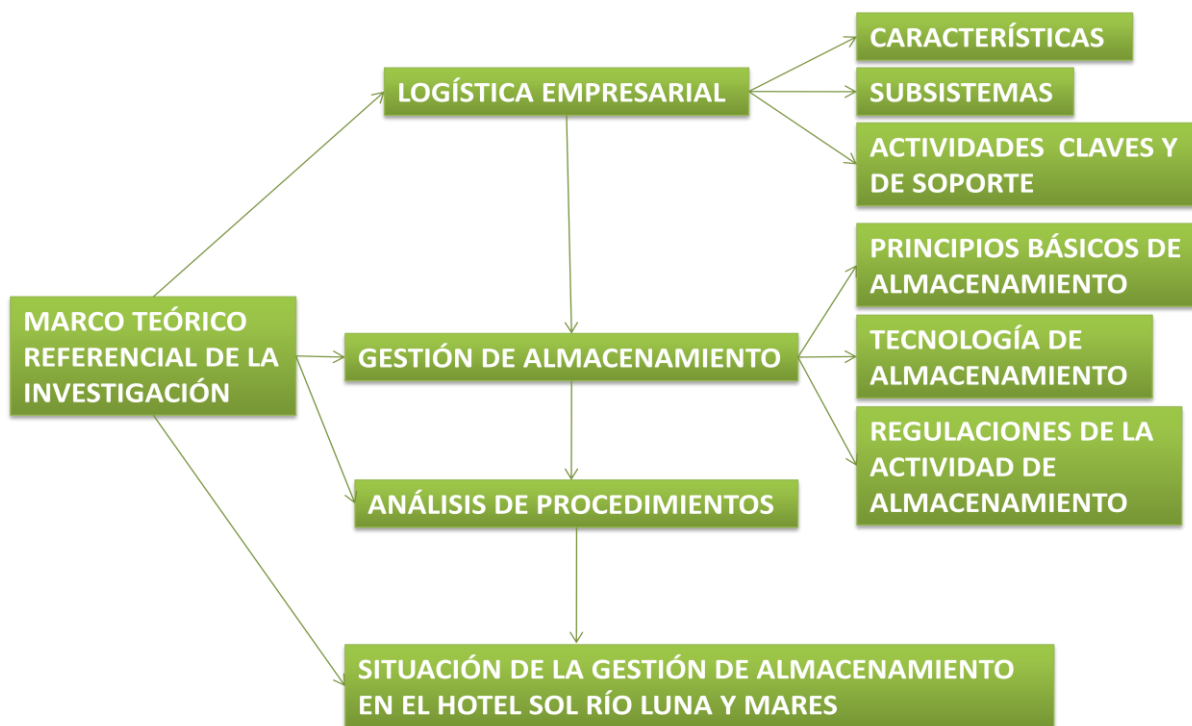 CARACTERÍSTICAS
LOGÍSTICA EMPRESARIAL
SUBSISTEMAS
ACTIVIDADES CLAVES Y
DE SOPORTE
PRINCIPIOS BÁSICOS DE
ALMACENAMIENTO
MARCO TEÓRICO
REFERENCIAL DE LA
INVESTIGACIÓN
GESTIÓN DE ALMACENAMIENTO
TECNOLOGÍA DE
ALMACENAMIENTO
REGULACIONES DE LA
ACTIVIDAD DE
ALMACENAMIENTO
ANÁLISIS DE PROCEDIMIENTOS
SITUACIÓN DE LA GESTIÓN DE ALMACENAMIENTO
EN EL HOTEL SOL RÍO LUNA Y MARES